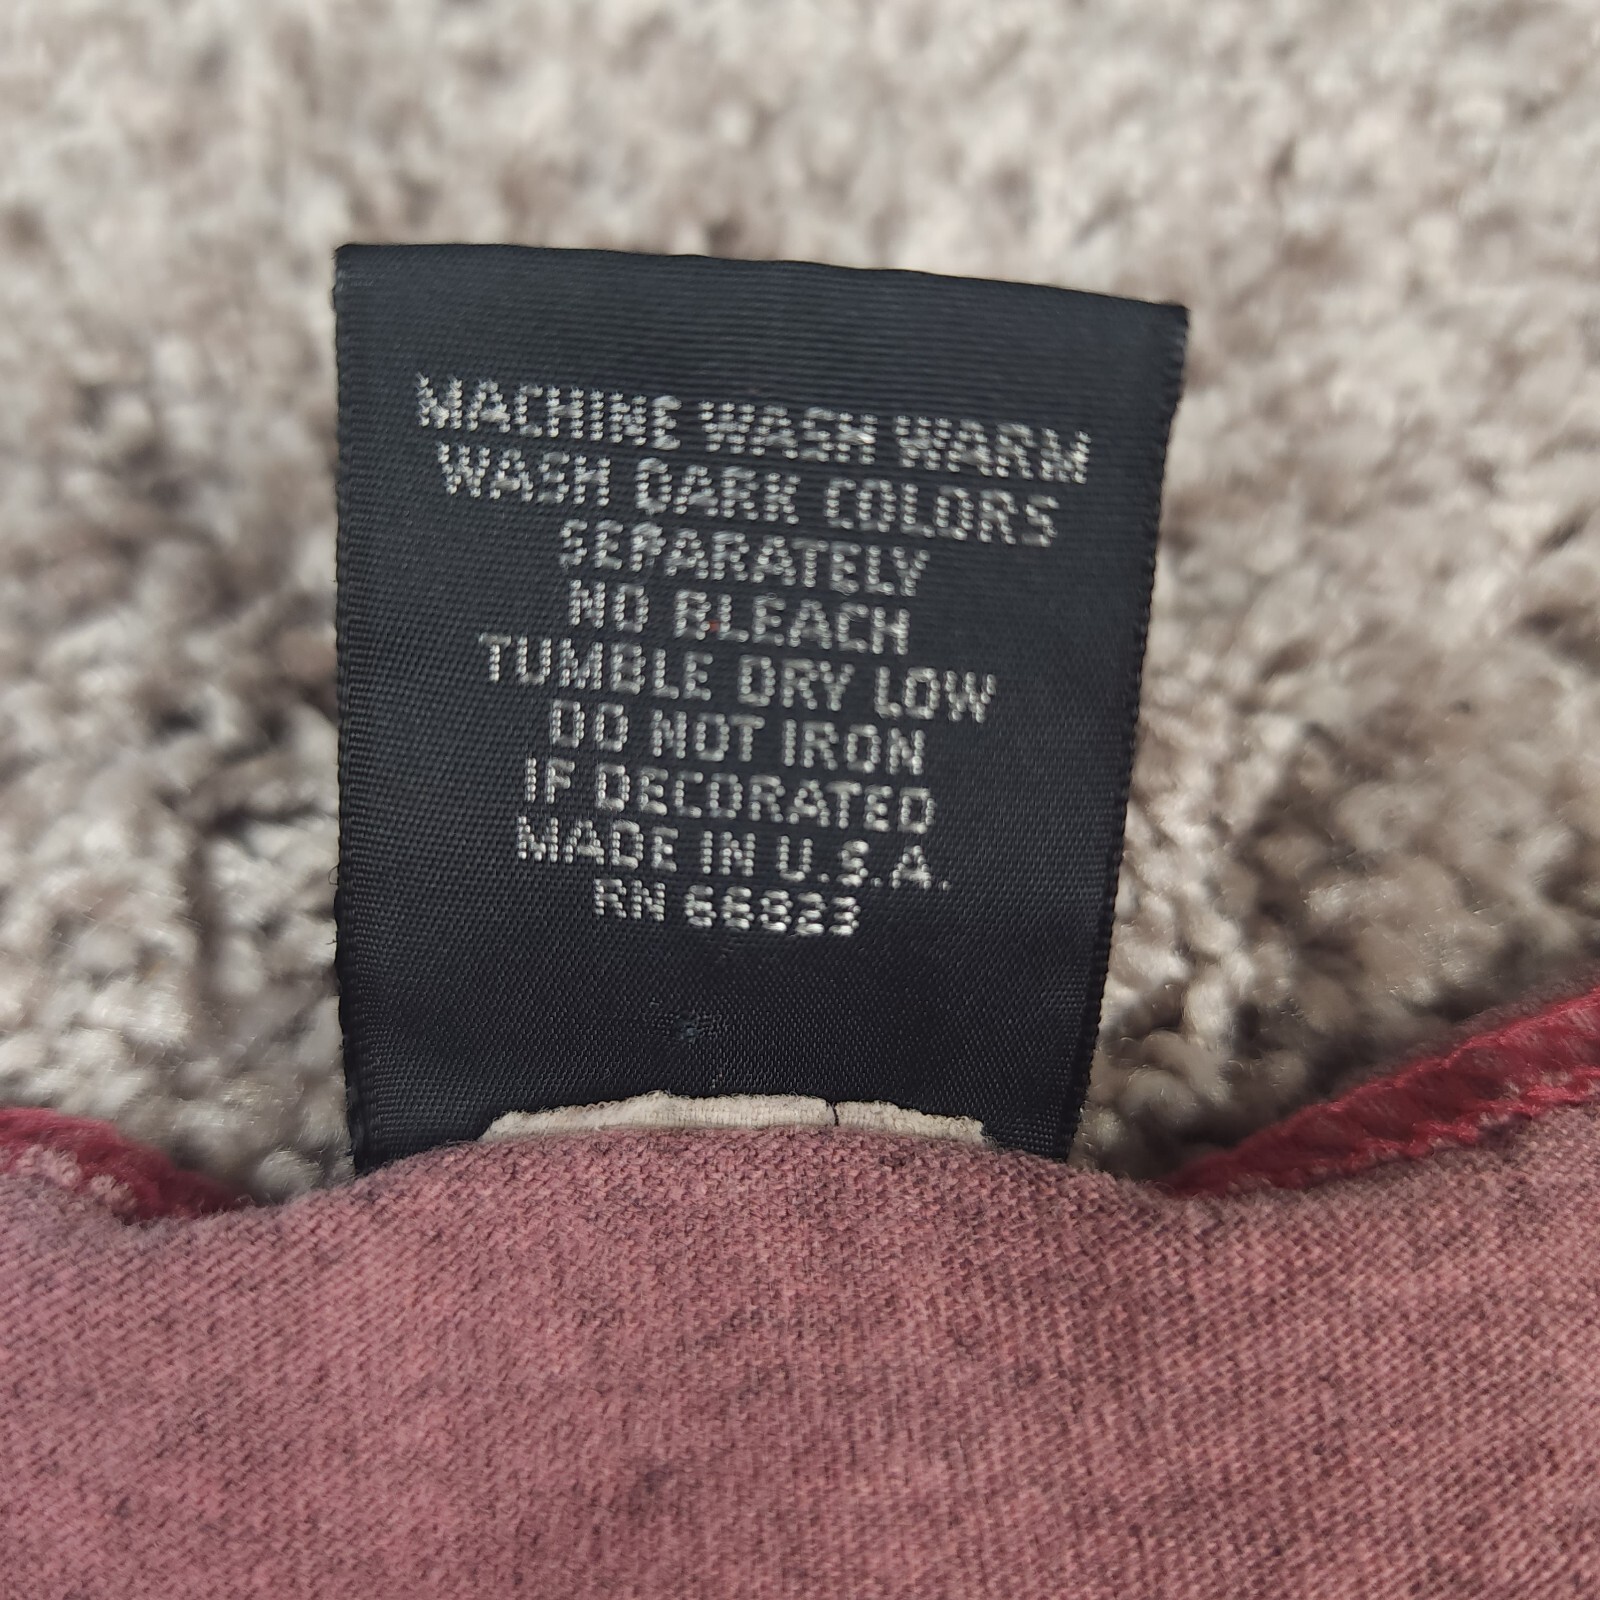 MACHINE WASH WARM
WASH DARK COLORS
SEPARATELY
NO BLEACH
TUMBLE DRY LOW
DO NOT IRON
IF DECORATED
MADE IN U.S.A.
RN 66823